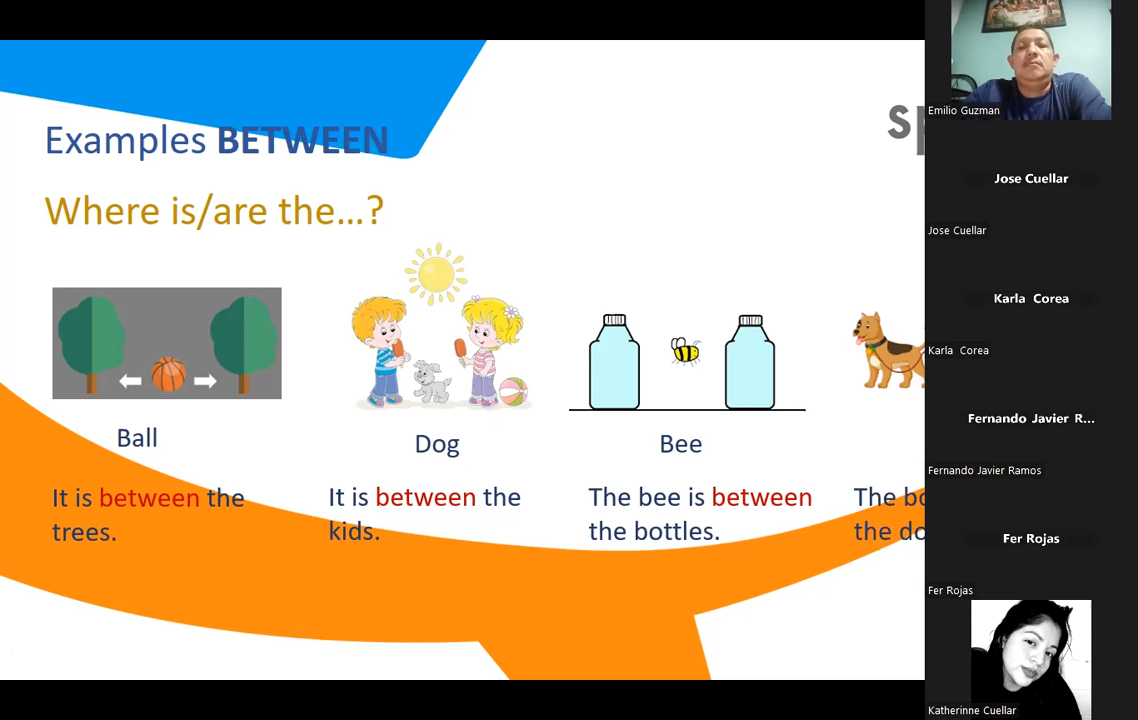 Examples BETWEEN
Where is/are the...?
Ball
It is between the
trees.
Dog
It is between the
kids.
Bee
The bee is between
the bottles.
The
the
Emilio Guzman
Jose Cuellar
Jose Cuellar
Karla Corea
Karla Corea
Fernando Javier R...
Fernando Javier Ramos
Fer Rojas
Fer Rojas
Katherinne Cuellar